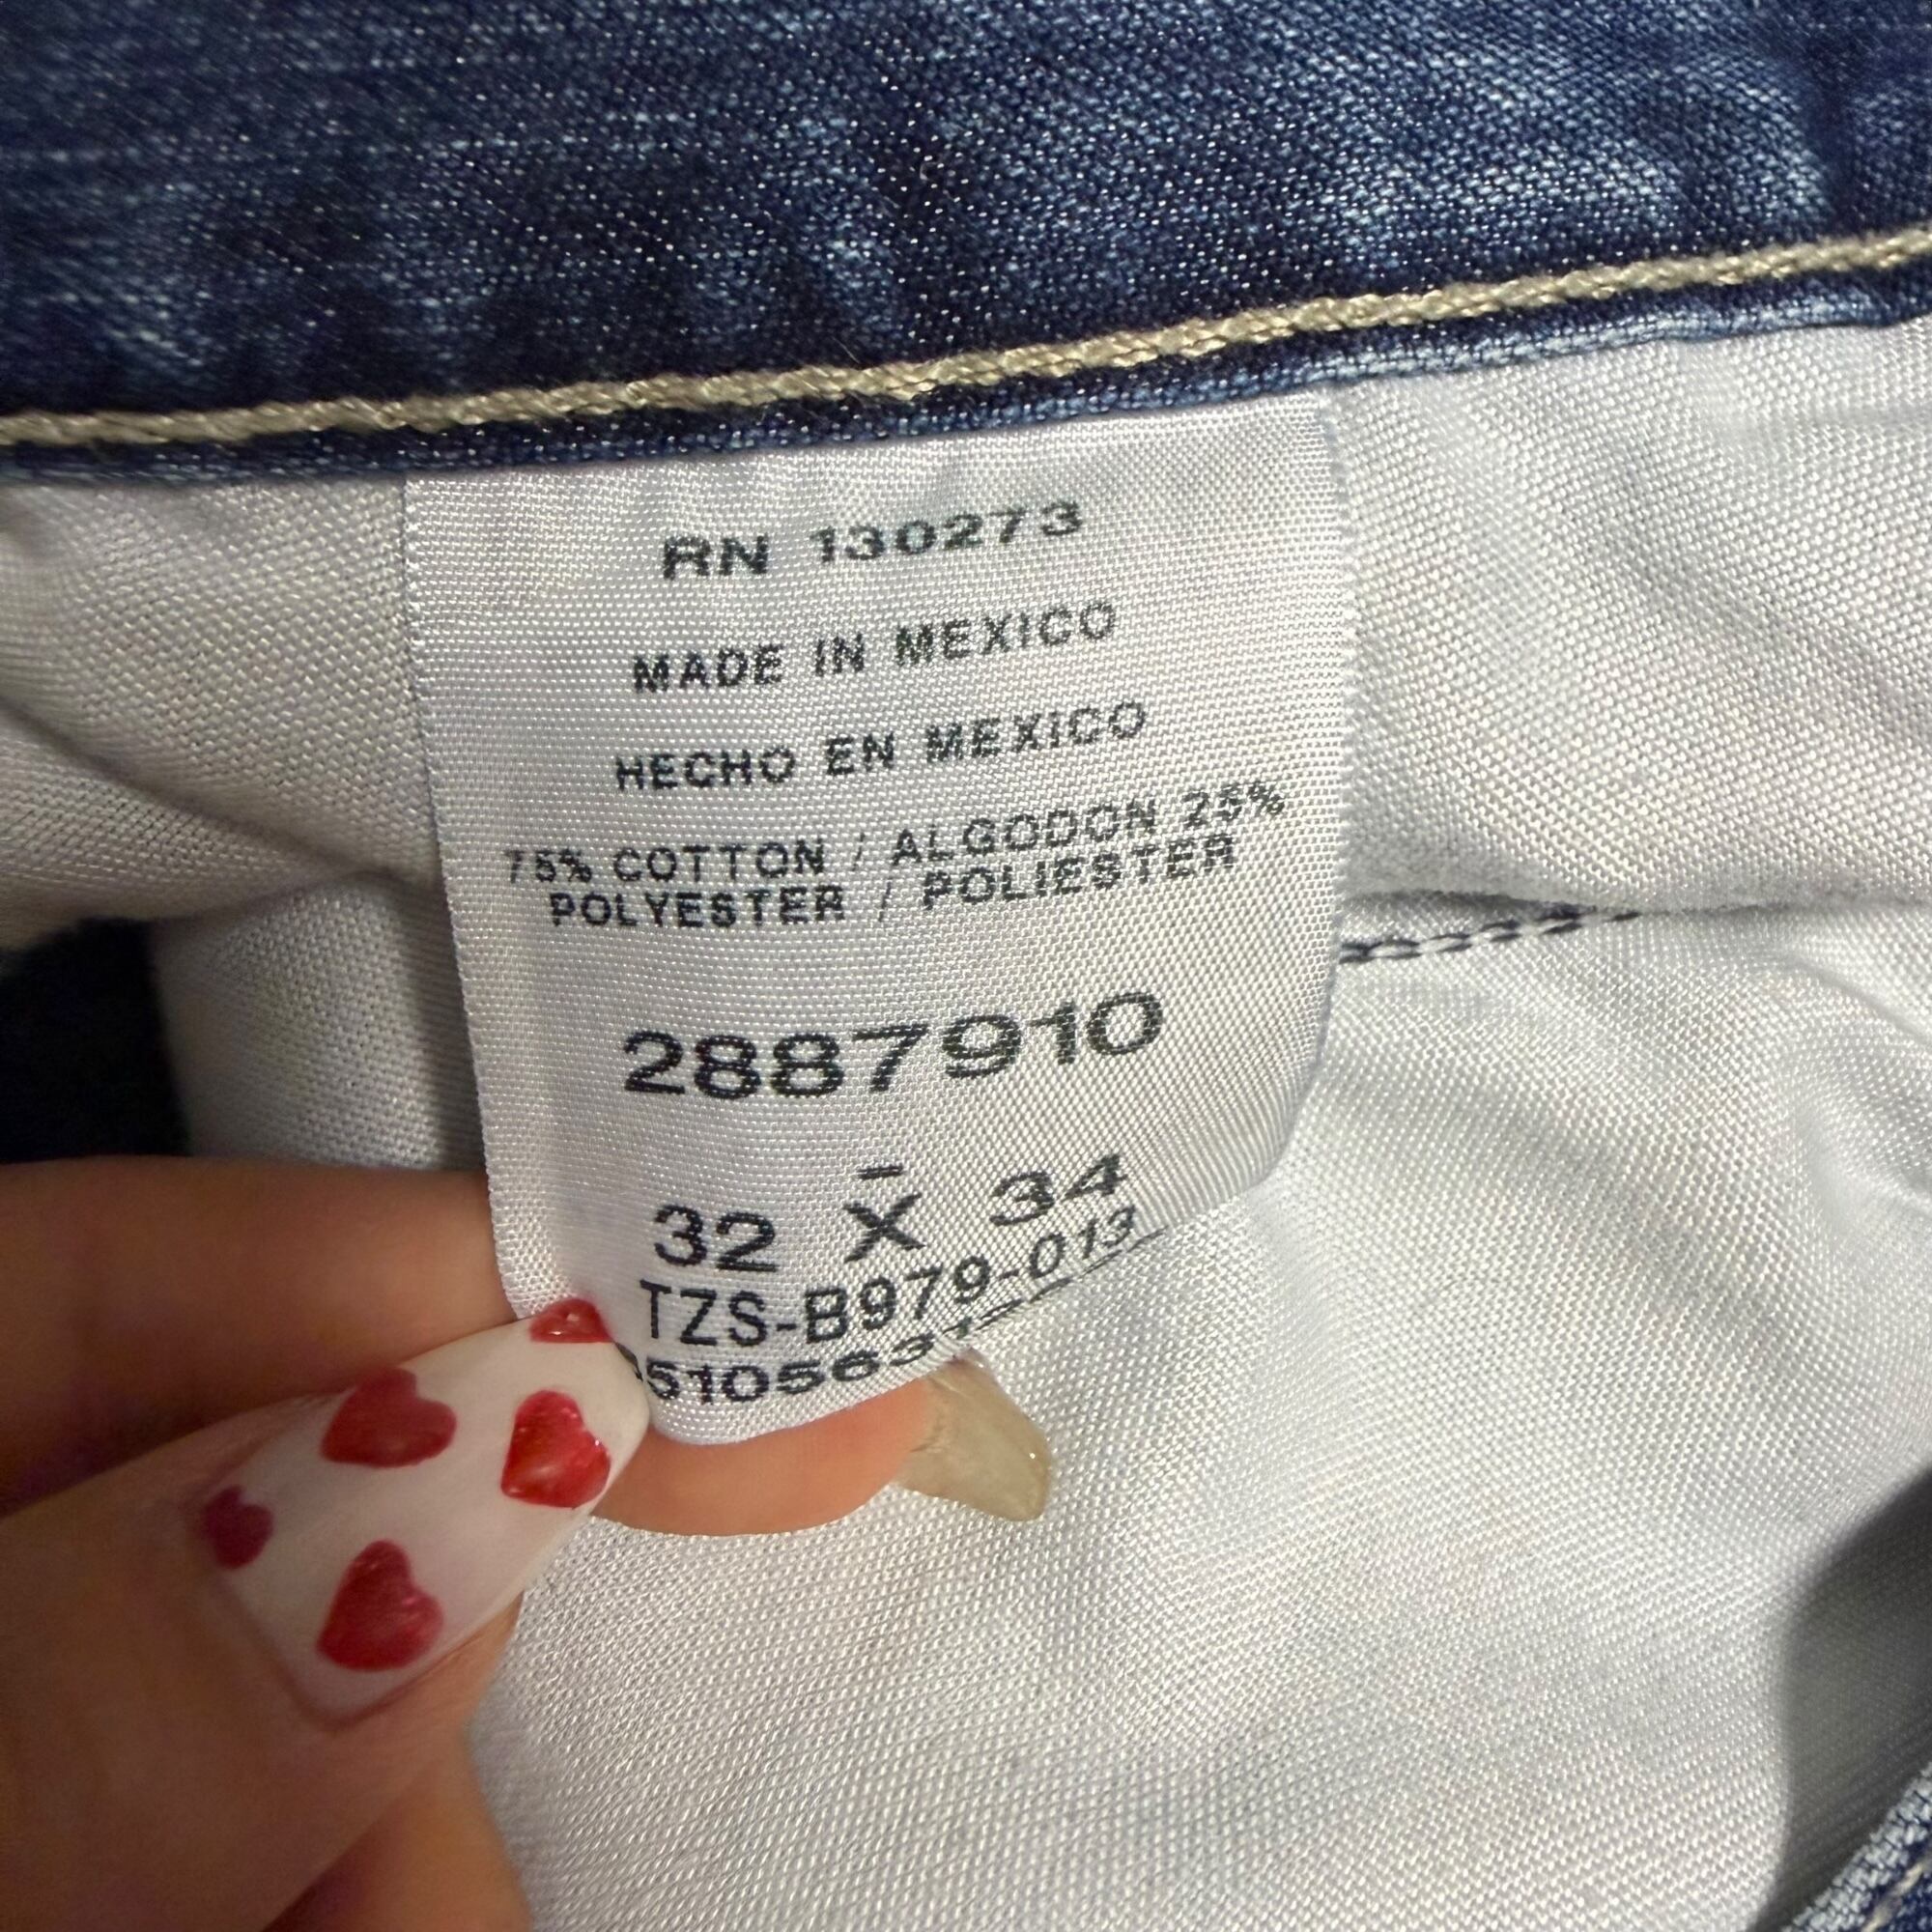 RN 130273
MADE IN MEXICO
HECHO EN MEXICO
75% COTTON / ALGODON 25%
POLYESTER / POLIESTER
2887910
32 X 34
TZS-B979-013